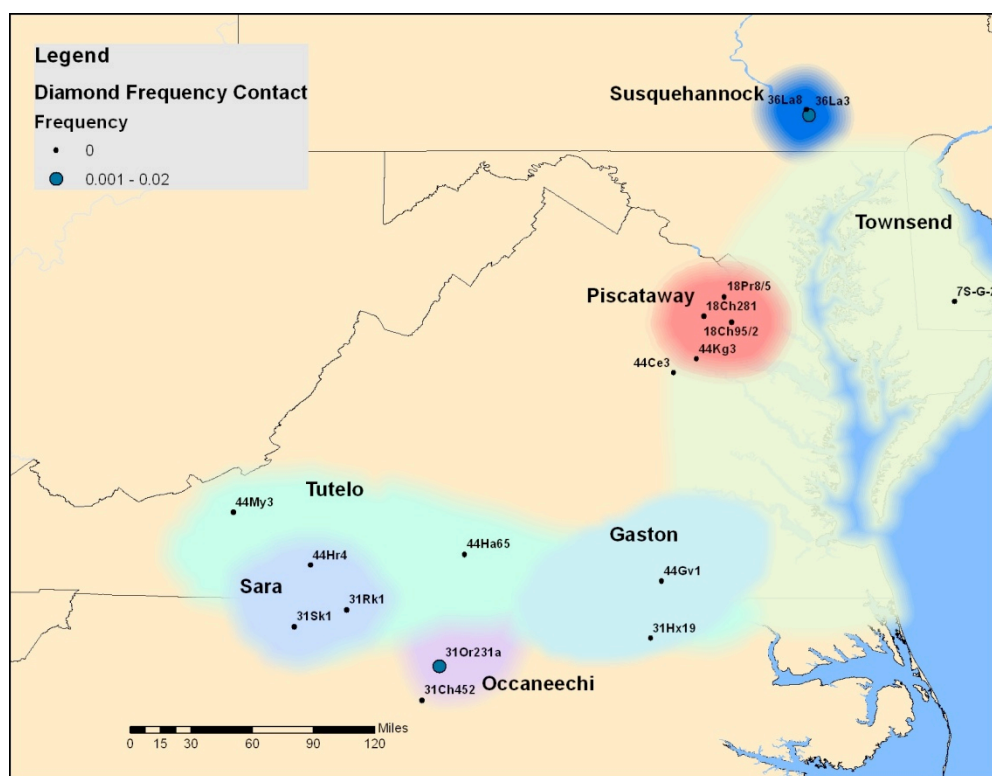 Legend
Diamond Frequency Contact
Frequency
0
0.001 - 0.02
Susquehannock
36La8
36La3
Townsend
7S-G-
Piscataway
18Pr8/5
18Ch281
18Ch95/2
44Kg3
44Ce3
Tutelo
44My3
44Ha65
Gaston
44Hr4
44Gv1
Sara
31Rk1
31Sk1
31Hx19
31Or231a
Occaneechi
31Ch452
Miles
0 15 30 60 90 120